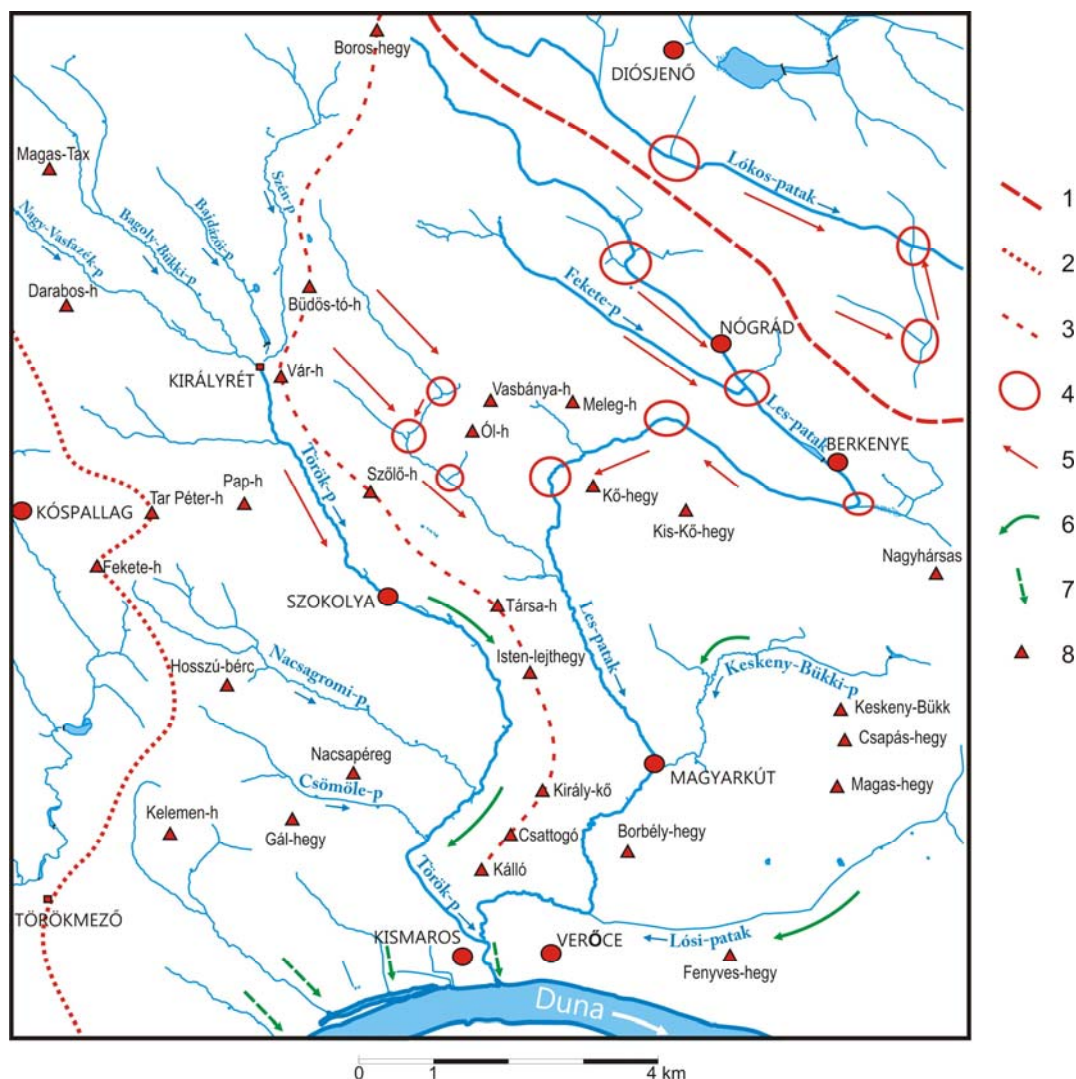 Boros-hegy
DIÓSJENŐ
Magas-Tax
Lókos-patak
Szén-p
Nagy-Vasfazék-p
Bagoly-Bükki-p
Bajdázói-p
Darabos-h
Büdös-tó-h
Fekete-p
NÓGRÁD
KIRÁLYRÉT
Vár-h
Vasbánya-h
Meleg-h
Ól-h
Les-patak
BERKENYE
Török-p
Szőlő-h
Pap-h
Tar Péter-h
KÓSPALLAG
Kő-hegy
Kis-Kő-hegy
Nagyhársas
Fekete-h
SZOKOLYA
Társa-h
Les-patak
Isten-lejthegy
Hosszú-bérc
Nacsagromi-p
Keskeny-Bükki-p
Keskeny-Bükk
Csapás-hegy
Nacsapéreg
MAGYARKÚT
Magas-hegy
Csömöle-p
Király-kő
Kelemen-h
Gál-hegy
Csattogó
Borbély-hegy
Kálló
Török-p
TÖRÖKMEZŐ
KISMAROS
VERŐCE
Lósi-patak
Fenyves-hegy
Duna
1
2
3
4
5
6
7
8
0 1 4 km